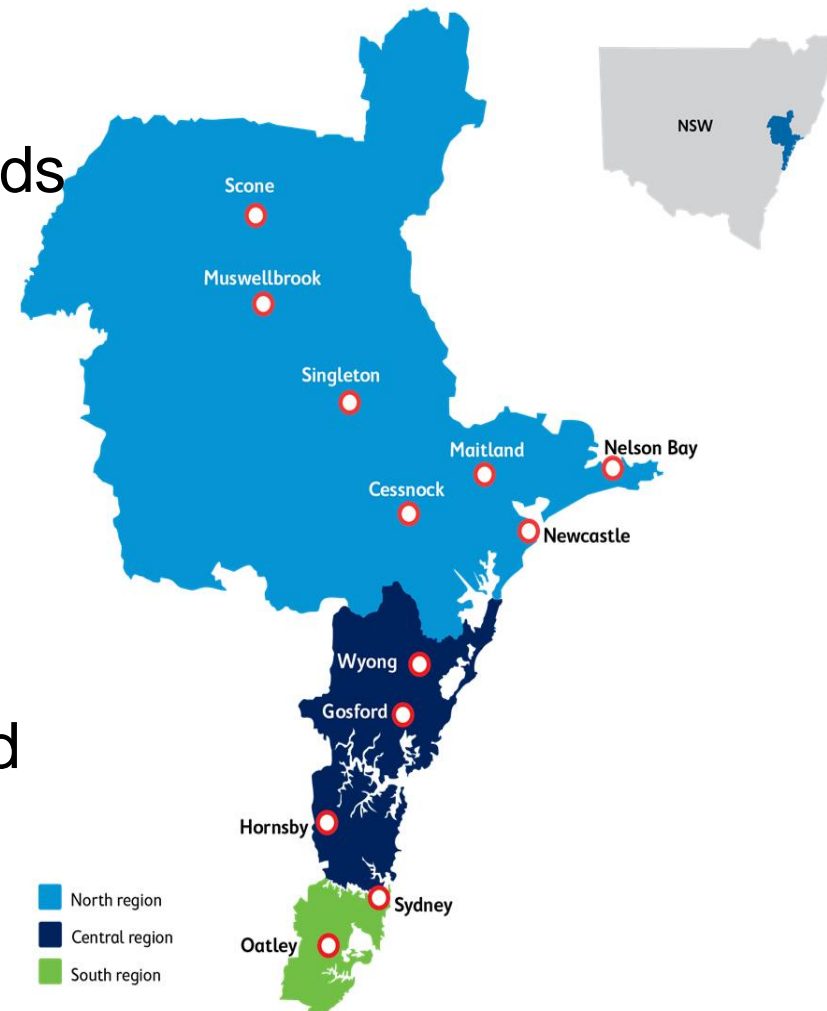 ds
NSW
Scone
Muswellbrook
Singleton
Maitland
Nelson Bay
Cessnock
Newcastle
Wyong
Gosford
d
Hornsby
North region
Sydney
Central region
Oatley
South region